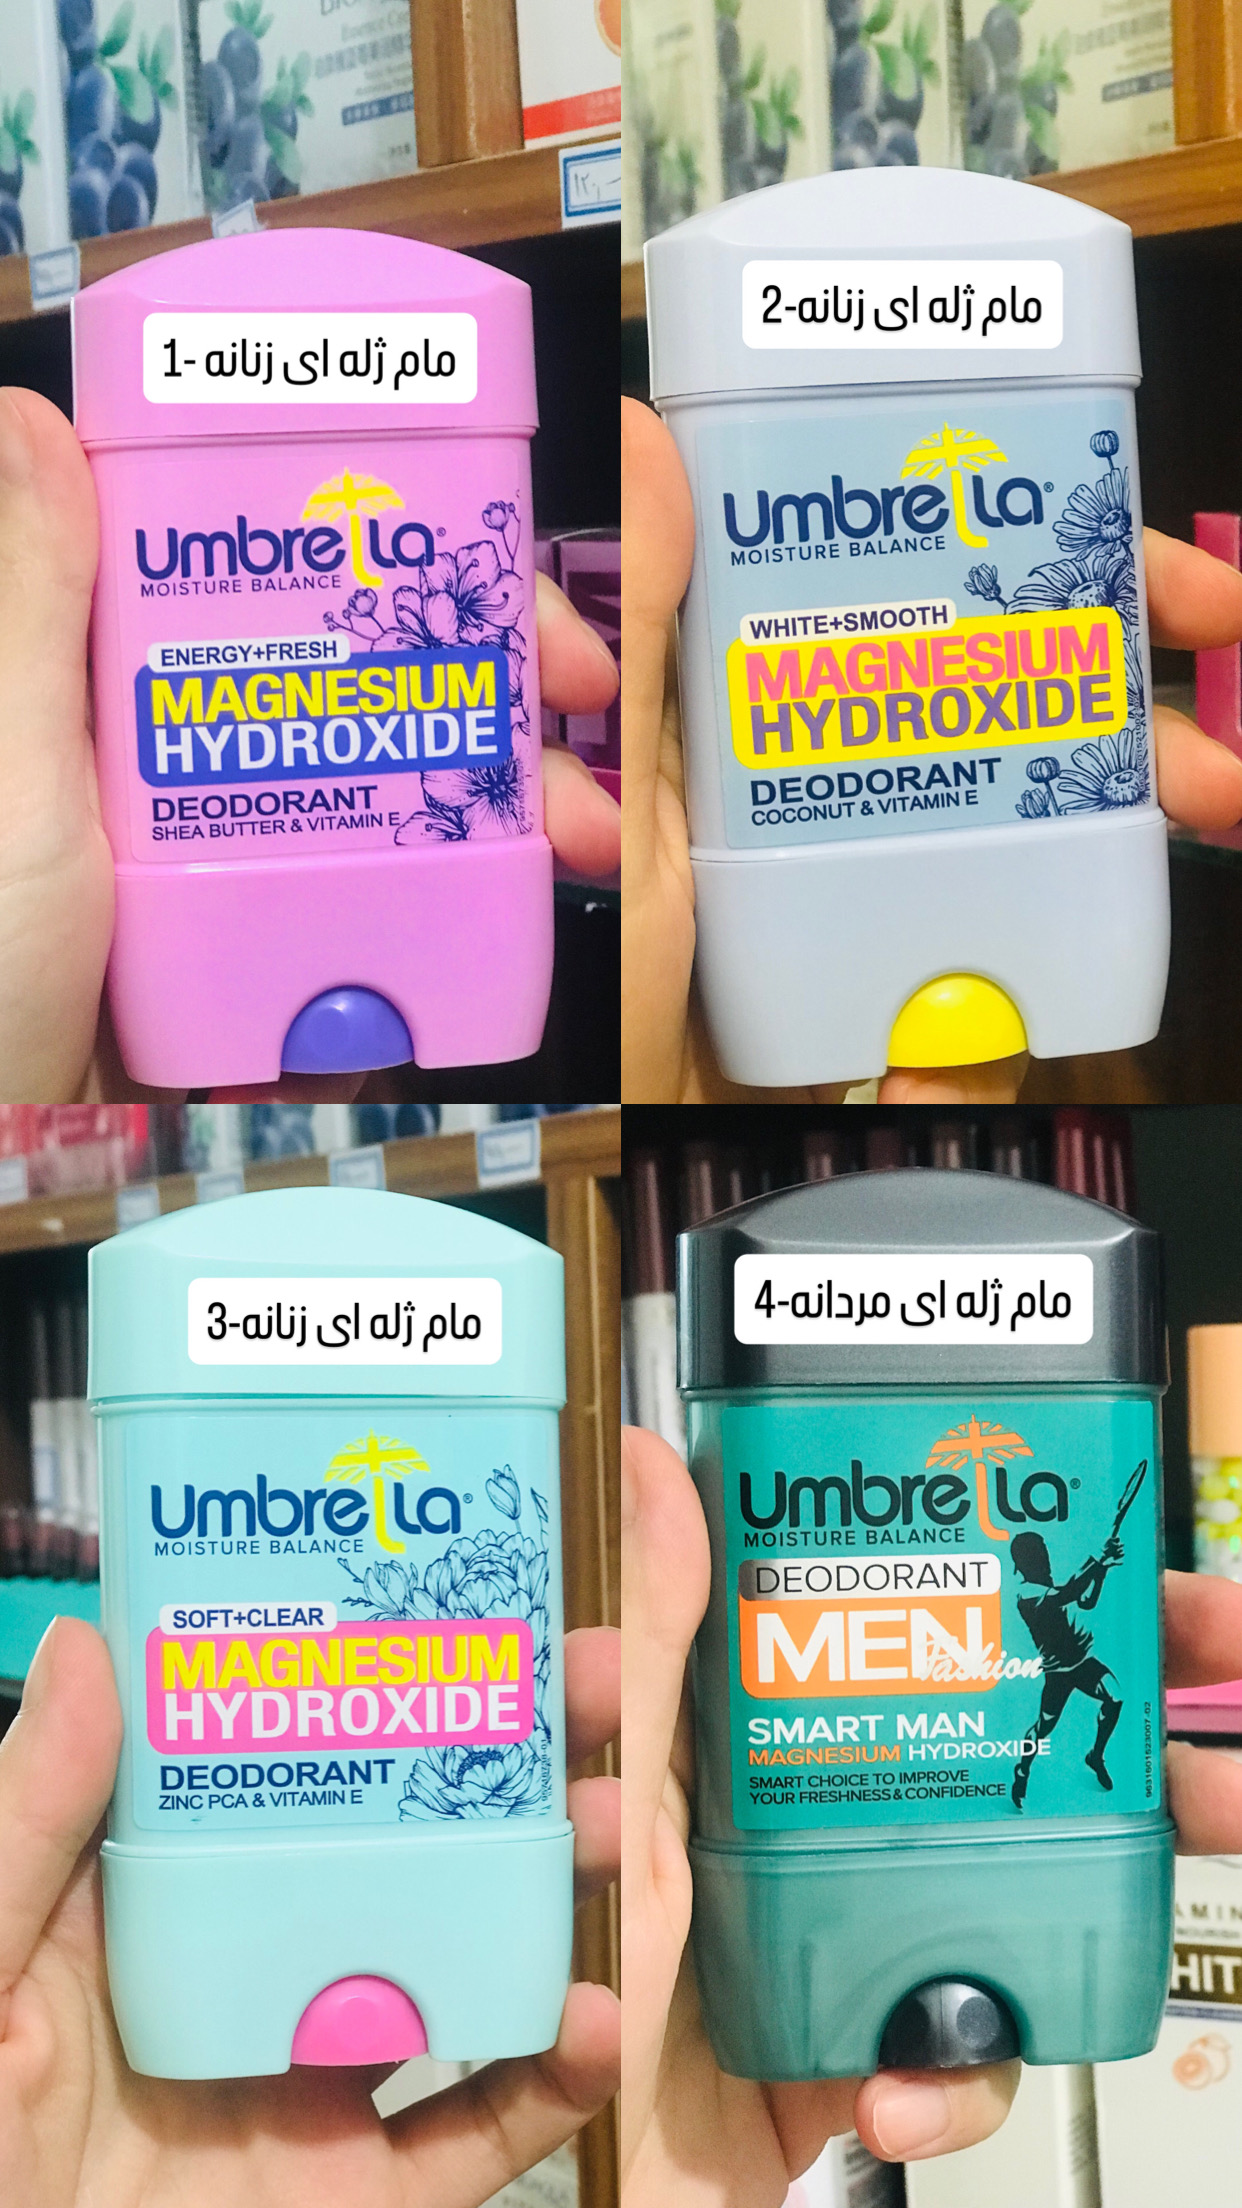 ۱۲۰,۰۰۰
مام ژله ای زنانه -1
umbrella®
MOISTURE BALANCE
ENERGY+FRESH
MAGNESIUM
HYDROXIDE
DEODORANT
SHEA BUTTER & VITAMIN E
مام ژله ای زنانه-2
umbrella®
MOISTURE BALANCE
WHITE+SMOOTH
MAGNESIUM
HYDROXIDE
DEODORANT
COCONUT & VITAMIN E
مام ژله ای زنانه-3
umbrella®
MOISTURE BALANCE
SOFT+CLEAR
MAGNESIUM
HYDROXIDE
DEODORANT
ZINC PCA & VITAMIN E
مام ژله ای مردانه-4
umbrella®
MOISTURE BALANCE
DEODORANT
MEN
Fashion
SMART MAN
MAGNESIUM HYDROXIDE
SMART CHOICE TO IMPROVE
YOUR FRESHNESS & CONFIDENCE